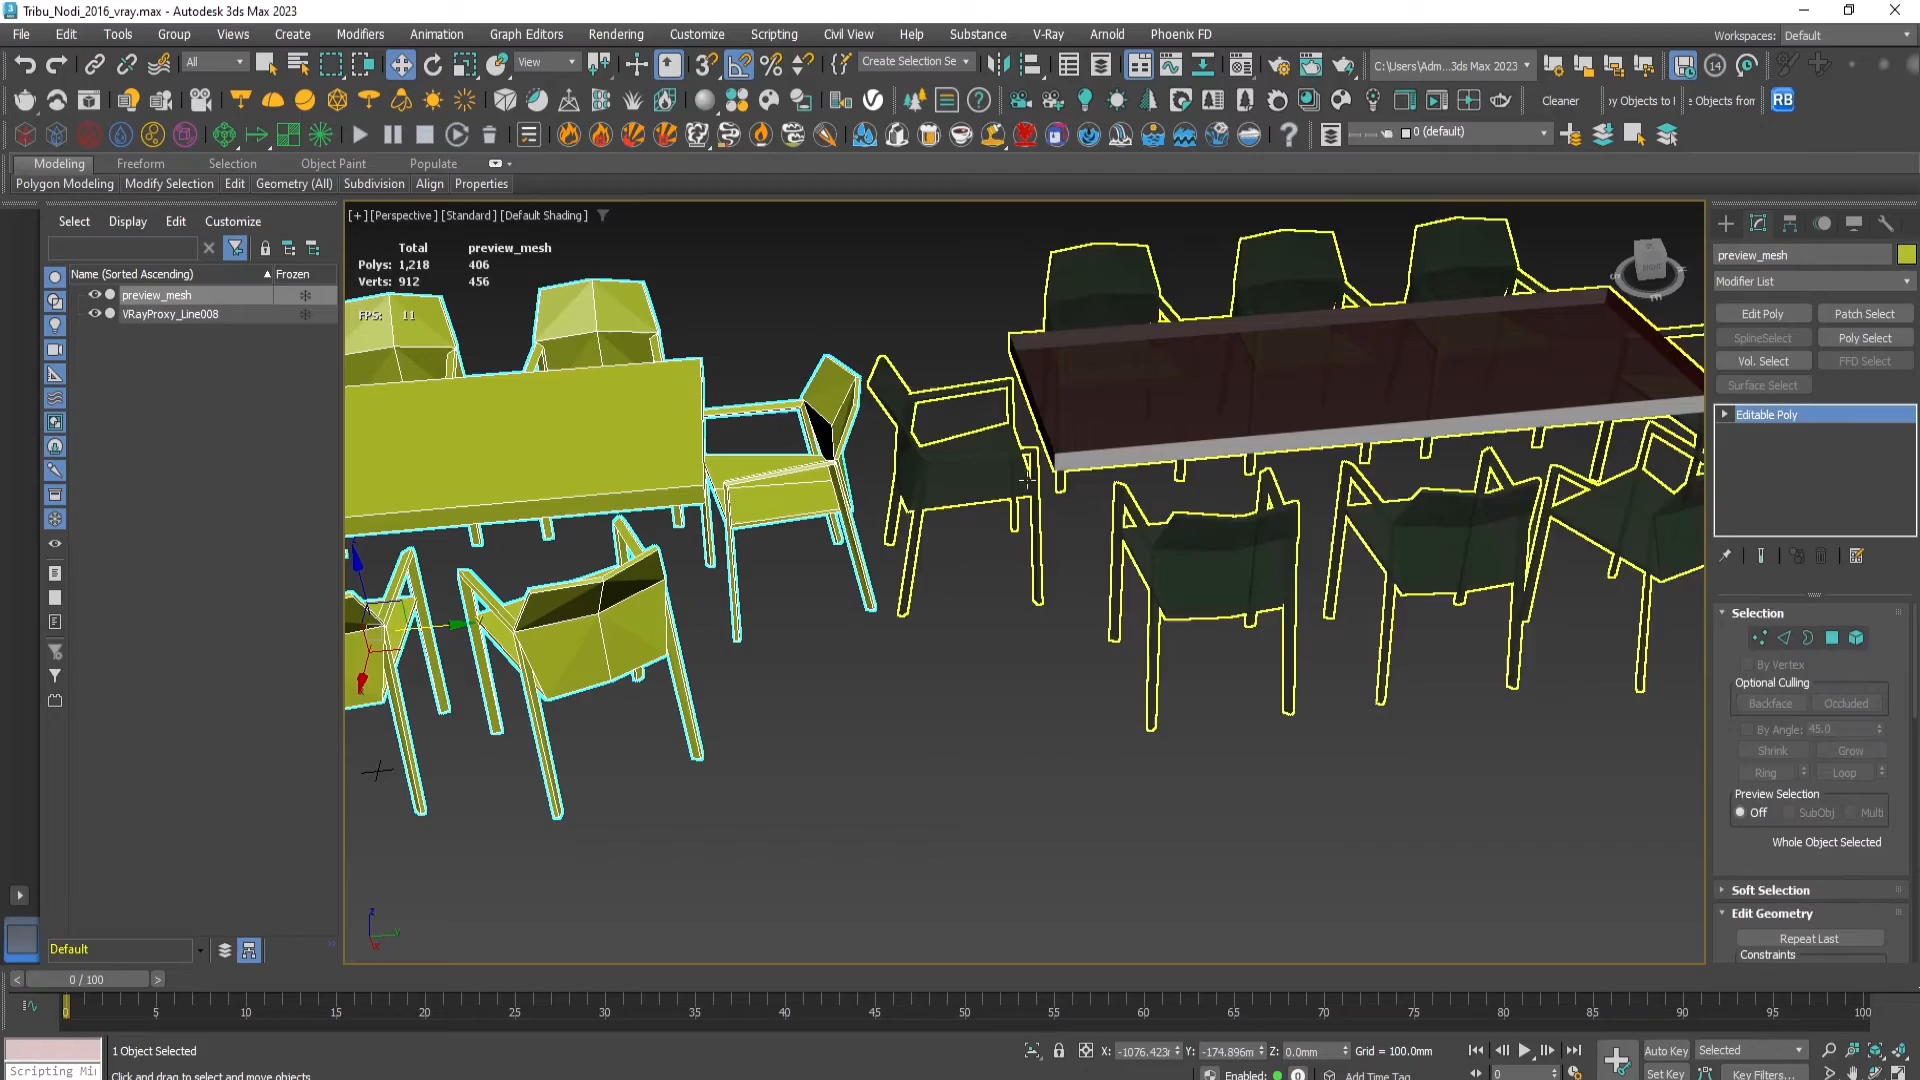 Tribu_Nodi_2016_vray.max - Autodesk 3ds Max 2023
File Edit Tools Group Views Create Modifiers Animation Graph Editors Rendering Customize Scripting Civil View Help Substance V-Ray Arnold Phoenix FD
Workspaces: Default
All View Create Selection Se C:\Users\Adm...3ds Max 2023 14
Cleaner RB
0 (default)
Modeling Freeform Selection Object Paint Populate
Polygon Modeling Modify Selection Edit Geometry (All) Subdivision Align Properties
Select Display Edit Customize
Name (Sorted Ascending) Frozen
preview_mesh
VRayProxy_Line008
[+] [Perspective] [Standard] [Default Shading]
Total preview_mesh
Polys: 1,218 406
Verts: 912 456
FPS: 11
RIGHT
preview_mesh
Modifier List
Edit Poly Patch Select
SplineSelect Poly Select
Vol. Select FFD Select
Surface Select
Editable Poly
Selection
By Vertex
Optional Culling
Backface Occluded
By Angle: 45.0
Shrink Grow
Ring Loop
Preview Selection
Off SubObj Multi
Whole Object Selected
Soft Selection
Edit Geometry
Repeat Last
Constraints
Default
< 0 / 100 >
0 5 10 15 20 25 30 35 40 45 50 55 60 65 70 75 80 85 90 95 100
1 Object Selected
X: -1076.423 Y: -174.896m Z: 0.0mm Grid = 100.0mm
Auto Key Selected
Scripting Mi
Click and drag to select and move objects
Enabled: 0 Add Time Tag
0 Set Key Key Filters...